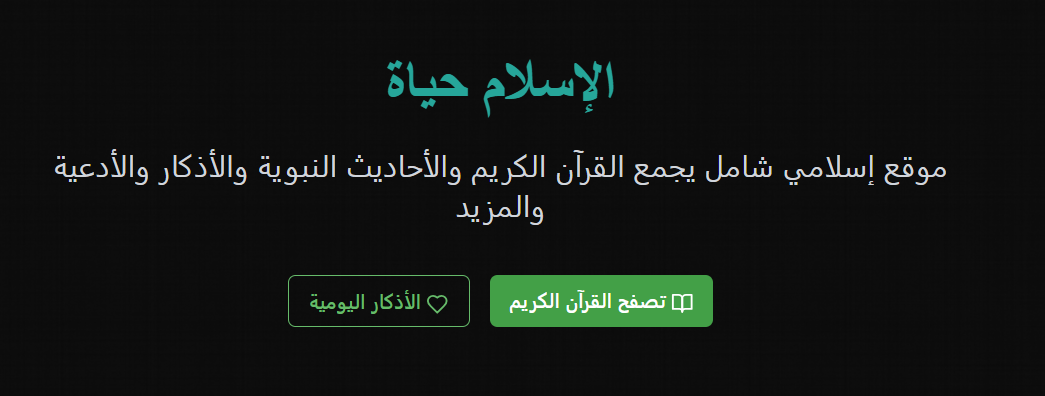 الإسلام حياة
موقع إسلامي شامل يجمع القرآن الكريم والأحاديث النبوية والأذكار والأدعية
والمزيد
تصفح القرآن الكريم
الأذكار اليومية